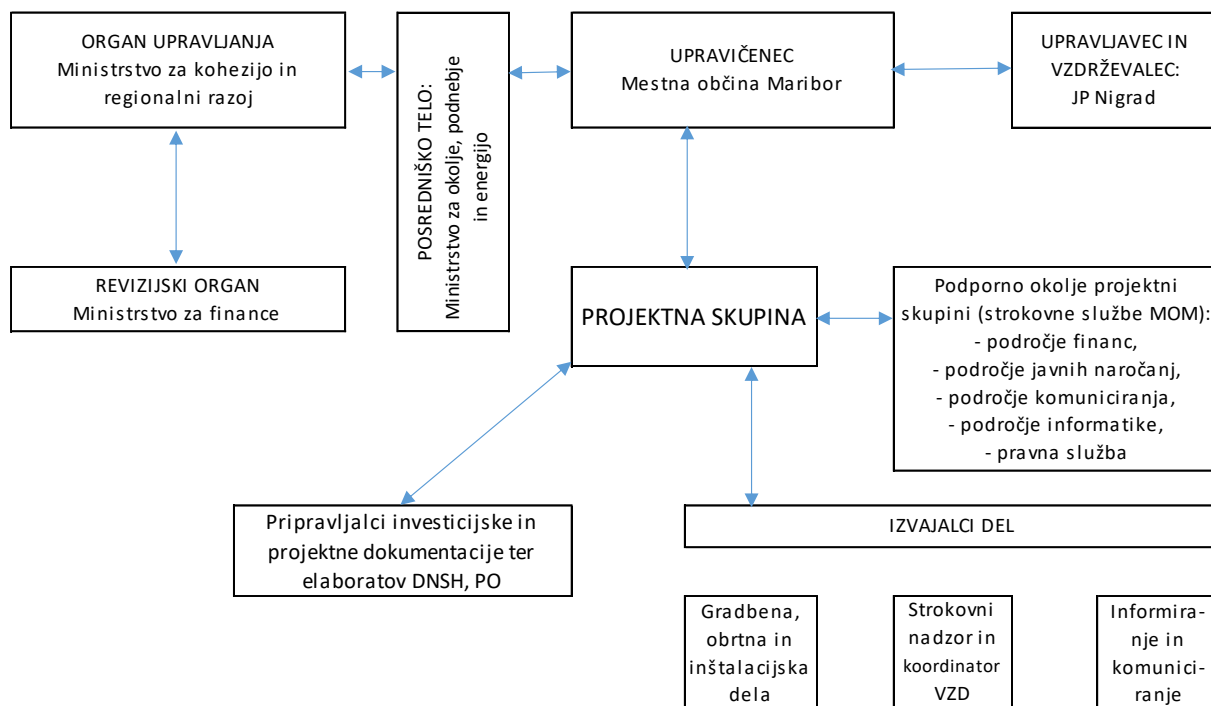 ORGAN UPRAVLJANJA
Ministrstvo za kohezijo in
regionalni razoj
POSREDNIŠKO TELO:
Ministrstvo za okolje, podnebje
in energijo
UPRAVIČENEC
Mestna občina Maribor
UPRAVLJAVEC IN
VZDRŽEVALEC:
JP Nigrad
REVIZIJSKI ORGAN
Ministrstvo za finance
PROJEKTNA SKUPINA
Podporno okolje projektni
skupini (strokovne službe MOM):
- področje financ,
- področje javnih naročanj,
- področje komuniciranja,
- področje informatike,
- pravna služba
Pripravljalci investicijske in
projektne dokumentacije ter
elaboratov DNSH, PO
IZVAJALCI DEL
Gradbena,
obrtna in
inštalacijska
dela
Strokovni
nadzor in
koordinator
VZD
Informira-
nje in
komunici-
ranje